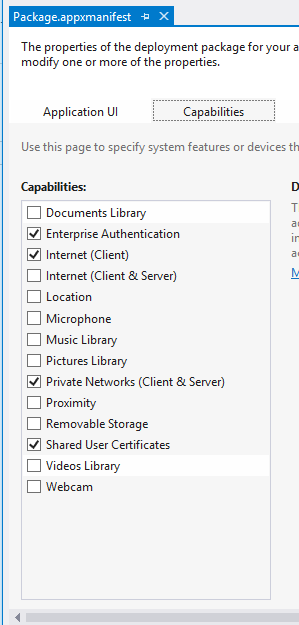 Package.appxmanifest
The properties of the deployment package for your a
modify one or more of the properties.
Application UI
Capabilities
Use this page to specify system features or devices th
Capabilities:
D
Documents Library
T
Enterprise Authentication
ac
Internet (Client)
in
Internet (Client & Server)
ac
Location
M
Microphone
Music Library
Pictures Library
Private Networks (Client & Server)
Proximity
Removable Storage
Shared User Certificates
Videos Library
Webcam